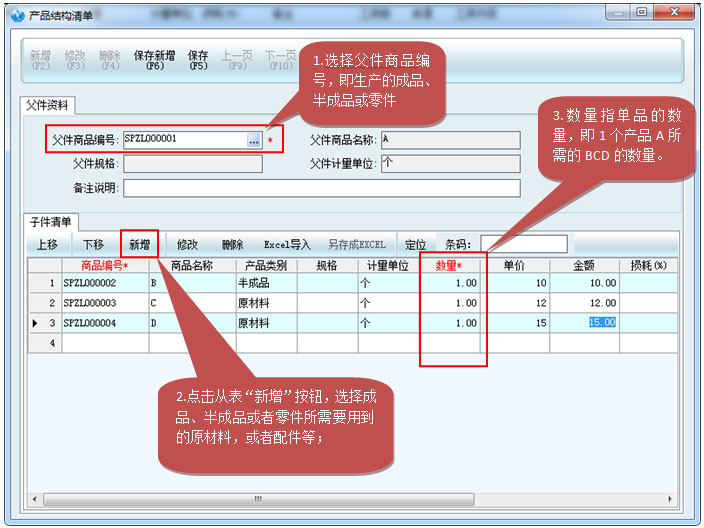 产品结构清单
新增 修改 删除 保存新增 保存 上一页 下一页
(F2) (F3) (F4) (F6) (F5) (F9) (F10)
1.选择父件商品编
号，即生产的成品、
半成品或零件
父件资料
父件商品编号: SPZL000001 ... *
父件商品名称: A
父件规格:
父件计量单位: 个
备注说明:
3.数量指单品的数
量，即1个产品A所
需的BCD的数量。
子件清单
上移 下移 新增 修改 删除 Excel导入 另存成EXCEL 定位 条码:
商品编号* 商品名称 产品类别 规格 计量单位 数量* 单价 金额 损耗(%)
1 SPZL000002 B 半成品 个 1.00 10 10.00
2 SPZL000003 C 原材料 个 1.00 12 12.00
3 SPZL000004 D 原材料 个 1.00 15 15.00
4
2.点击从表“新增”按钮，选择成
品、半成品或者零件所需要用到
的原材料，或者配件等；